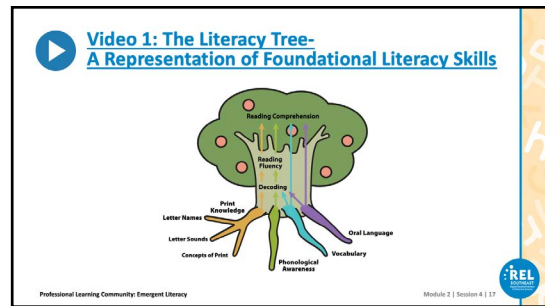 Video 1: The Literacy Tree-
A Representation of Foundational Literacy Skills
Reading Comprehension
Reading
Fluency
Decoding
Print
Knowledge
Letter Names
Letter Sounds
Concepts of Print
Phonological
Awareness
Vocabulary
Oral Language
REL
SOUTHEAST
Professional Learning Community: Emergent Literacy
Module 2 | Session 4 | 17